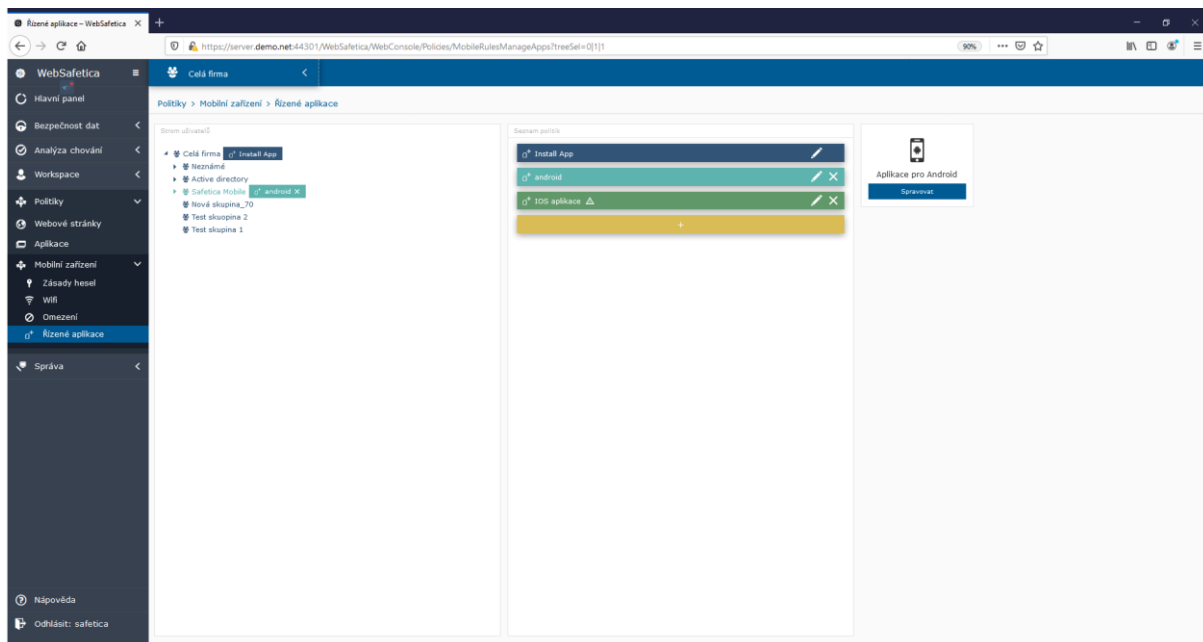 Řízené aplikace – WebSafetica
https://server.demo.net:44301/WebSafetica/WebConsole/Policies/MobileRulesManageApps?treeSel=0|1|1
90%
WebSafetica
Celá firma
Hlavní panel
Bezpečnost dat
Analýza chování
Workspace
Politiky
Webové stránky
Aplikace
Mobilní zařízení
Zásady hesel
Wifi
Omezení
Řízené aplikace
Správa
Nápověda
Odhlásit: safetica
Politiky > Mobilní zařízení > Řízené aplikace
Strom uživatelů
Celá firma Install App
Neznámé
Active directory
Safetica Mobile android
Nová skupina_70
Test skuopina 2
Test skupina 1
Seznam politik
Install App
android
IOS aplikace
+
Aplikace pro Android
Spravovat